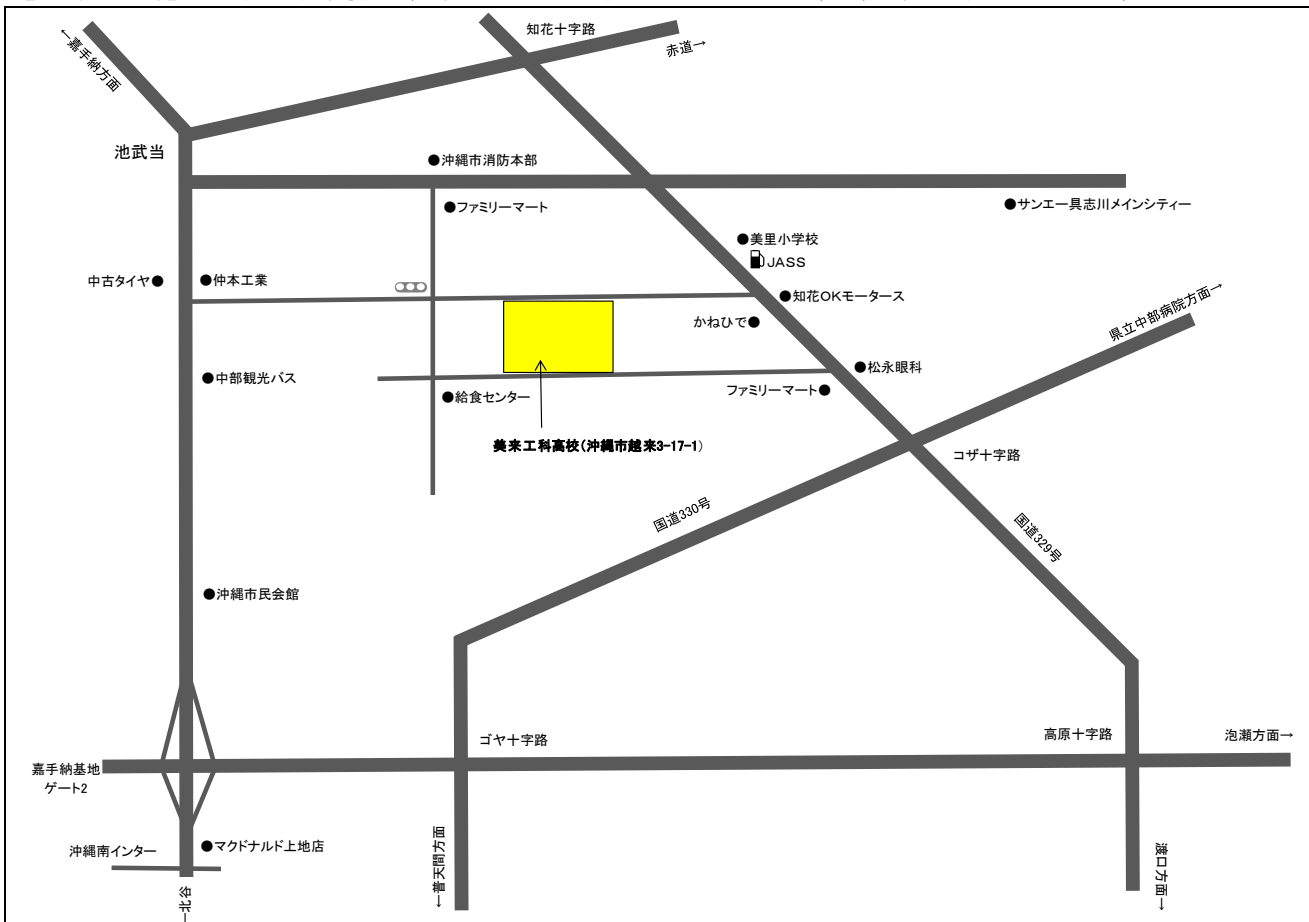 知花十字路
赤道→
←嘉手納方面
池武当
●沖縄市消防本部
●ファミリーマート
●サンエー具志川メインシティー
●美里小学校
JASS
中古タイヤ●
●仲本工業
●知花OKモータース
かねひで●
県立中部病院方面→
●中部観光バス
●松永眼科
ファミリーマート●
●給食センター
美来工科高校(沖縄市越来3-17-1)
コザ十字路
国道330号
国道329号
●沖縄市民会館
ゴヤ十字路
高原十字路
泡瀬方面→
嘉手納基地
ゲート2
沖縄南インター
●マクドナルド上地店
←普天間方面
渡口方面→
北谷